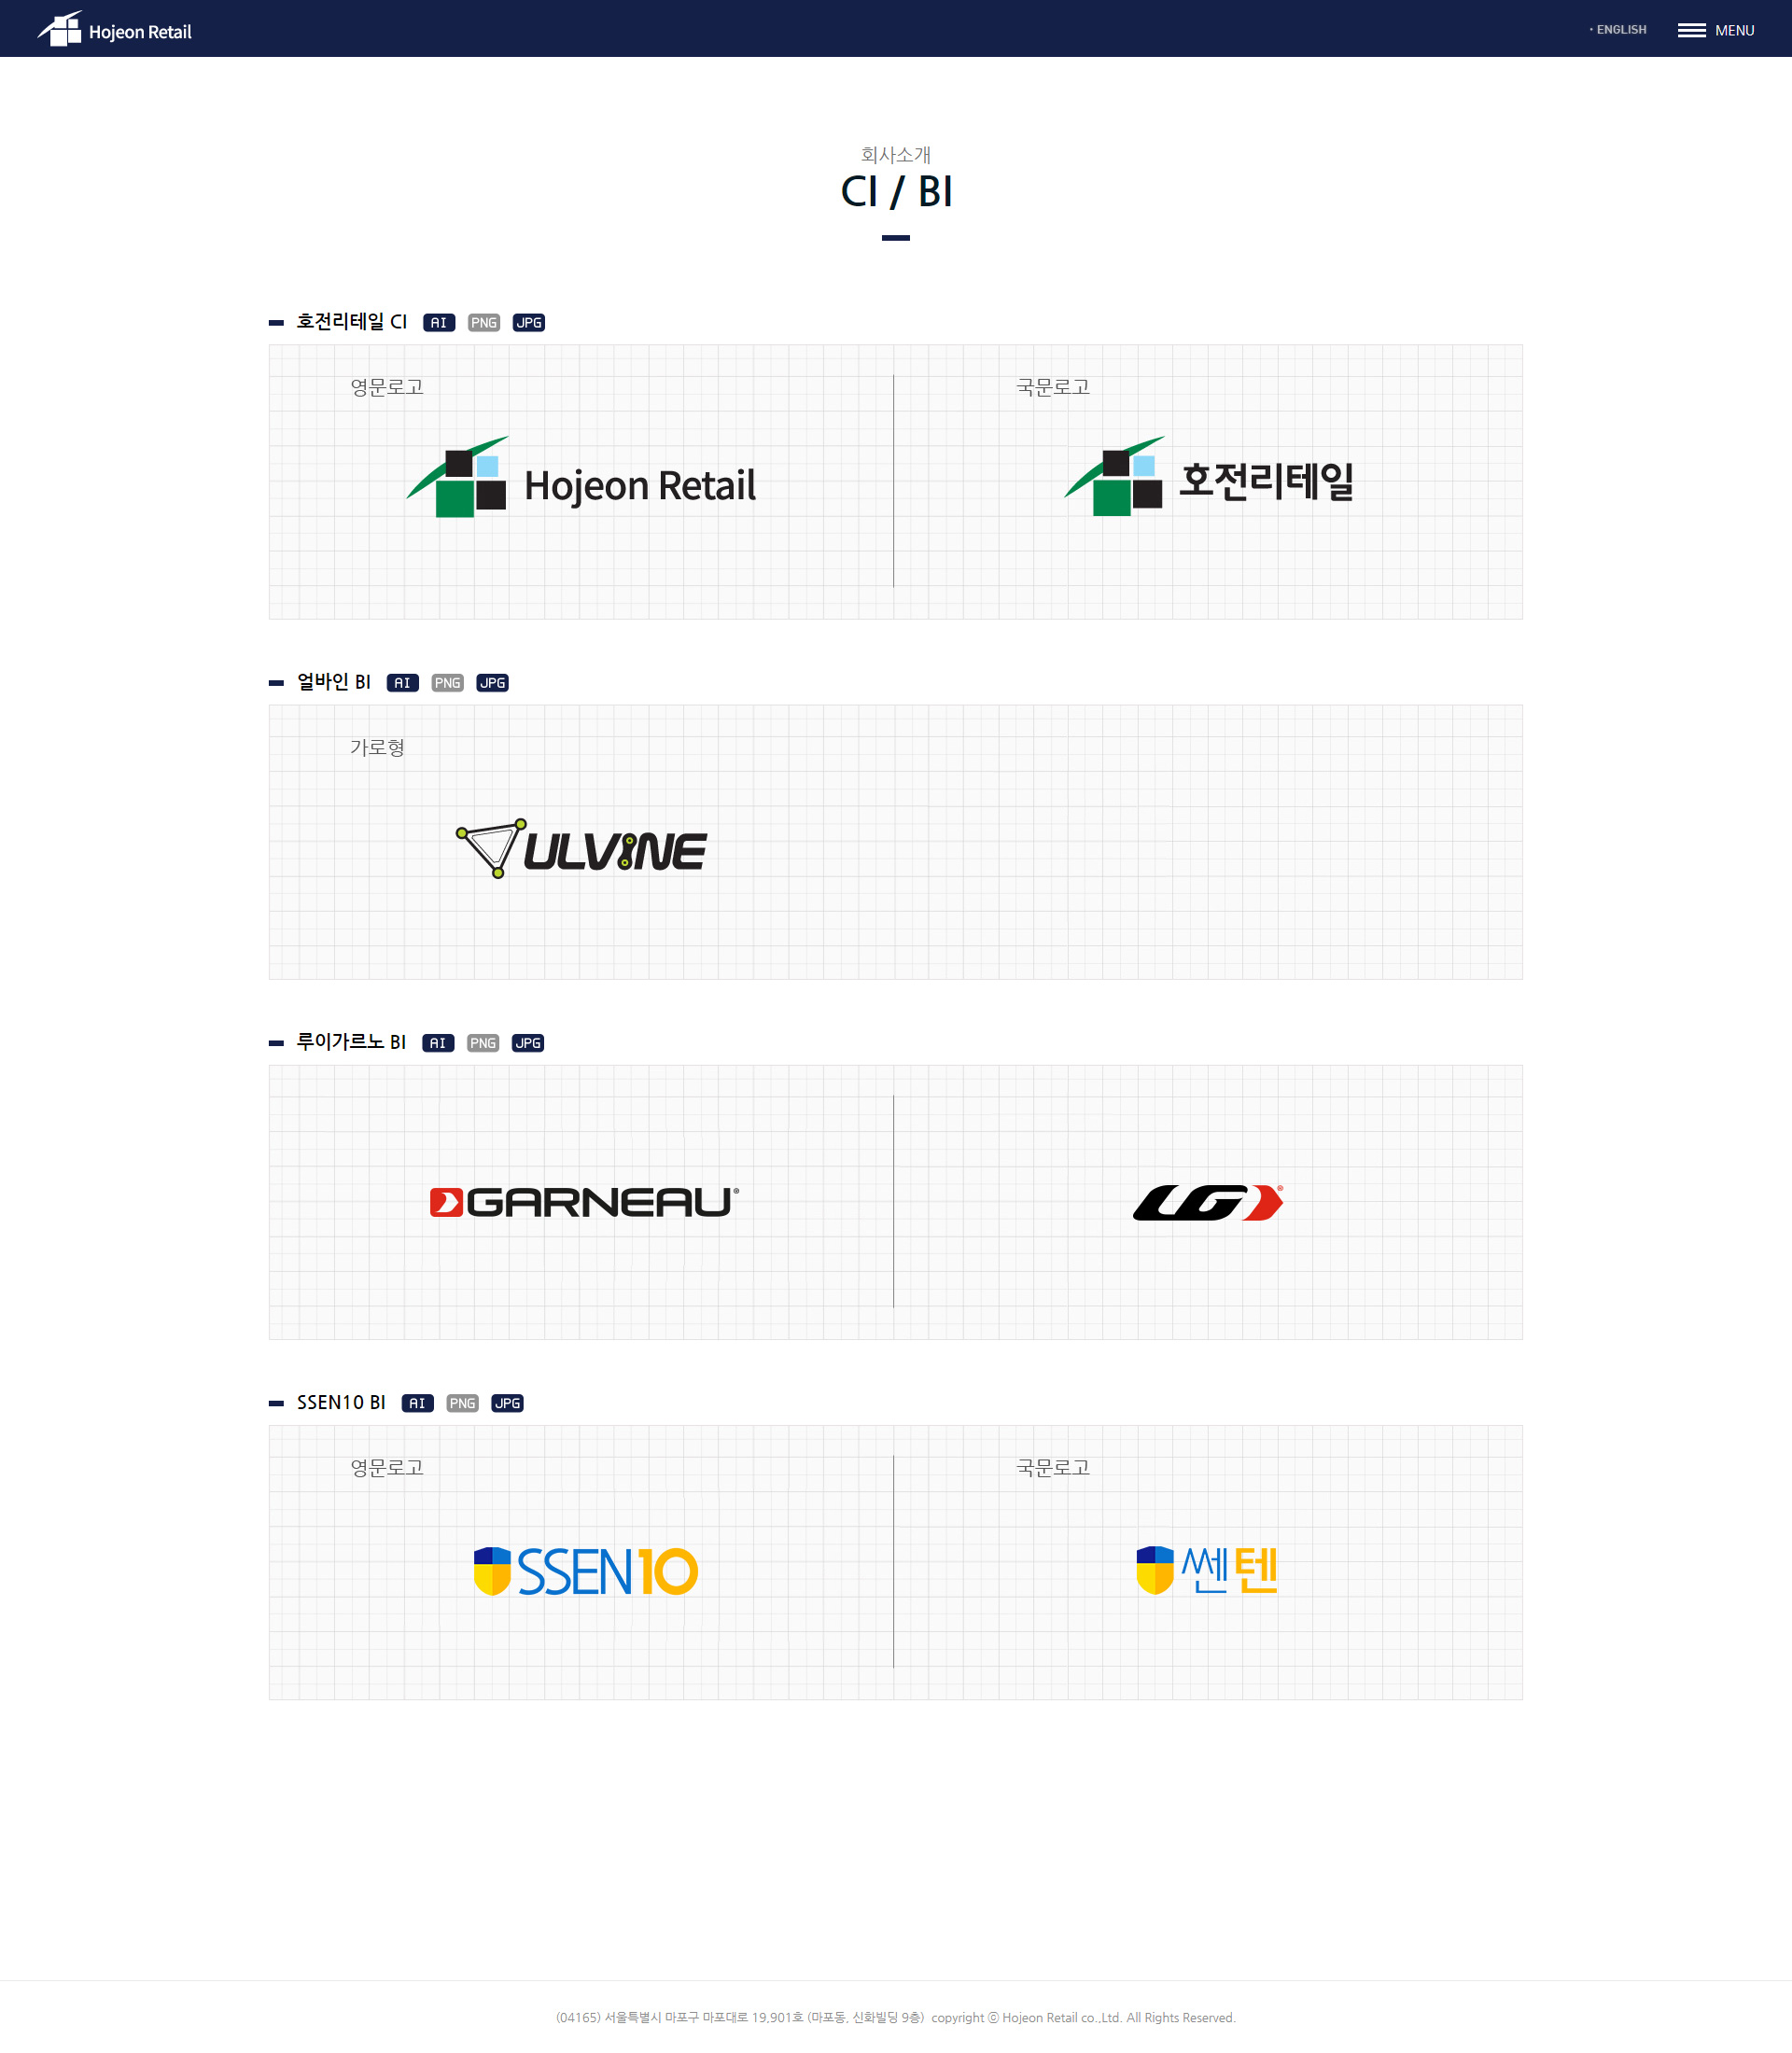 Hojeon Retail
· ENGLISH
MENU
회사소개
CI / BI
호전리테일 CI AI PNG JPG
영문로고
국문로고
Hojeon Retail
호전리테일
얼바인 BI AI PNG JPG
가로형
ULVINE
루이가르노 BI AI PNG JPG
GARNEAU®
LG®
SSEN10 BI AI PNG JPG
영문로고
국문로고
SSEN10
쎈텐
(04165) 서울특별시 마포구 마포대로 19,901호 (마포동, 신화빌딩 9층) copyright ⓒ Hojeon Retail co.,Ltd. All Rights Reserved.